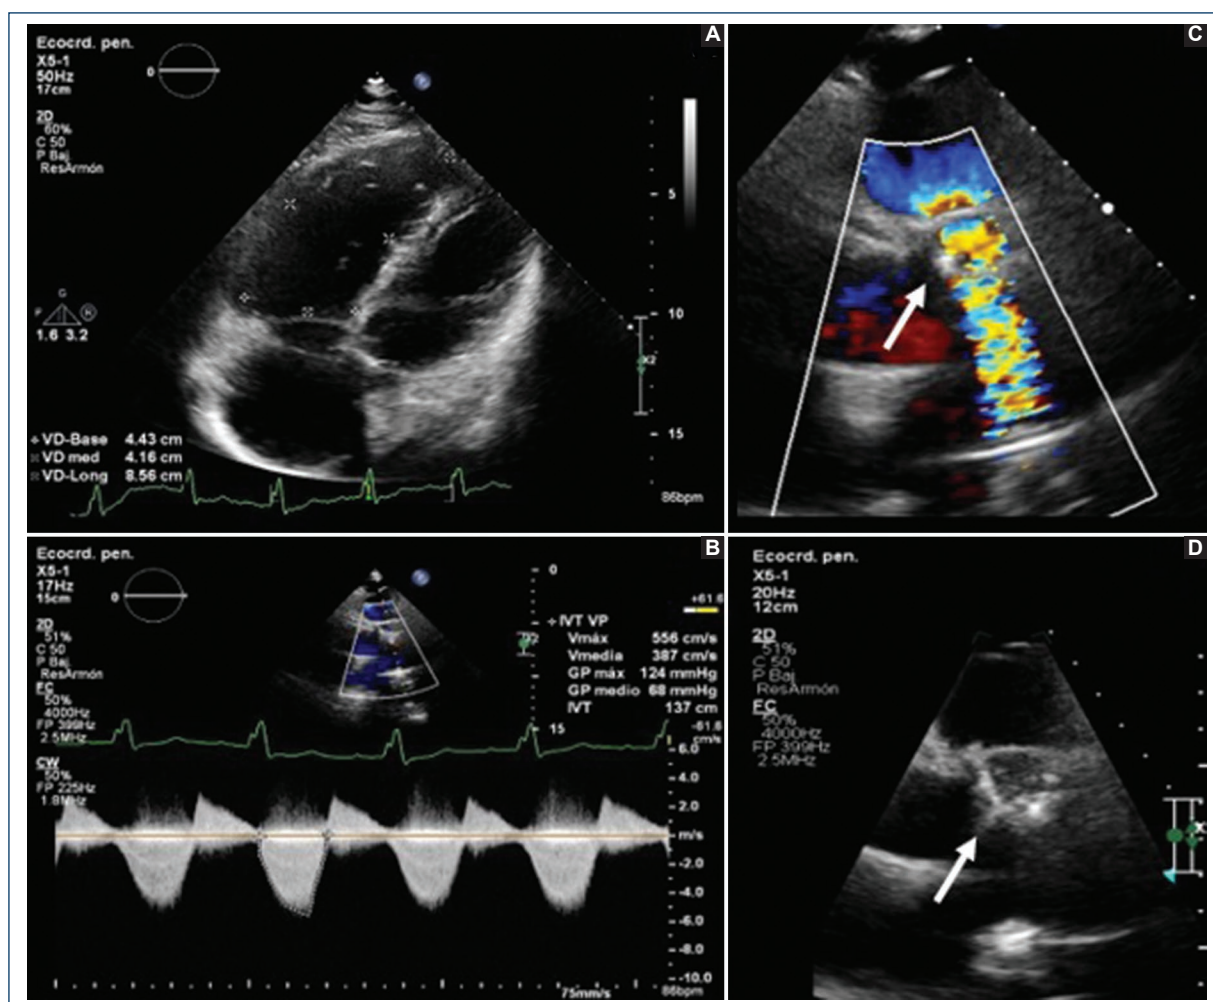 A
Ecocrd. pen.
X5-1
50Hz
17cm
0
2D
60%
C 50
P Baj
ResArmón
5
G
P R
1.6 3.2
10
X2
15
VD-Base 4.43 cm
VD med 4.16 cm
VD-Long 8.56 cm
86bpm
C
B
Ecocrd. pen.
X5-1
17Hz
15cm
0
0
2D
51%
C 50
P Baj
ResArmón
FC
50%
4000Hz
FP 399Hz
2.5MHz
+61.6
IVT VP
Vmáx 556 cm/s
Vmedia 387 cm/s
GP máx 124 mmHg
GP medio 68 mmHg
IVT 137 cm
15
-61.6
cm/s
CW
50%
FP 225Hz
1.8MHz
6.0
4.0
2.0
m/s
-2.0
-4.0
-6.0
-8.0
-10.0
75mm/s
86bpm
D
Ecocrd. pen.
X5-1
20Hz
12cm
2D
51%
C 50
P Baj
ResArmón
FC
50%
4000Hz
FP 399Hz
2.5MHz